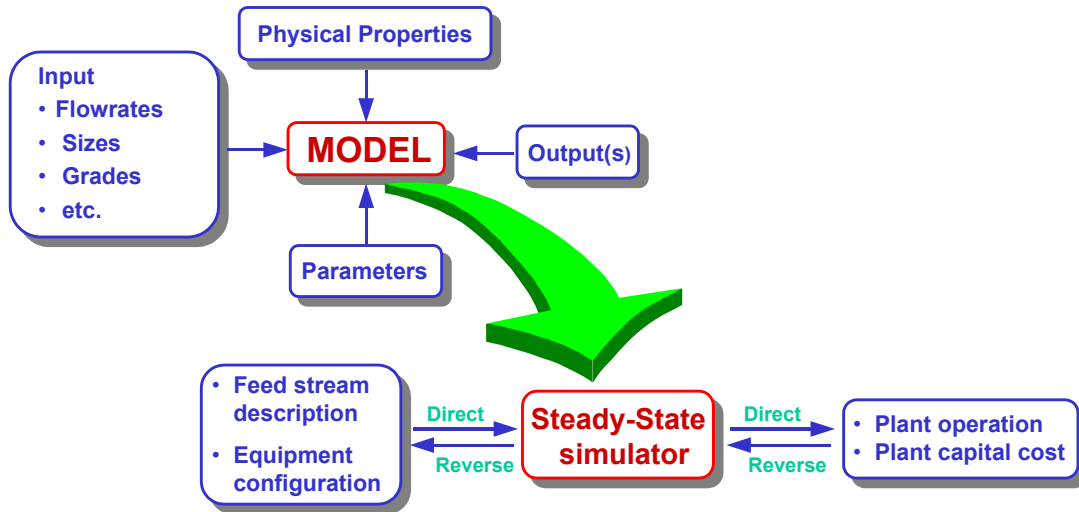 Physical Properties
Input
• Flowrates
• Sizes
• Grades
• etc.
MODEL
Output(s)
Parameters
• Feed stream
description
• Equipment
configuration
Direct
Reverse
Steady-State
simulator
Direct
Reverse
• Plant operation
• Plant capital cost